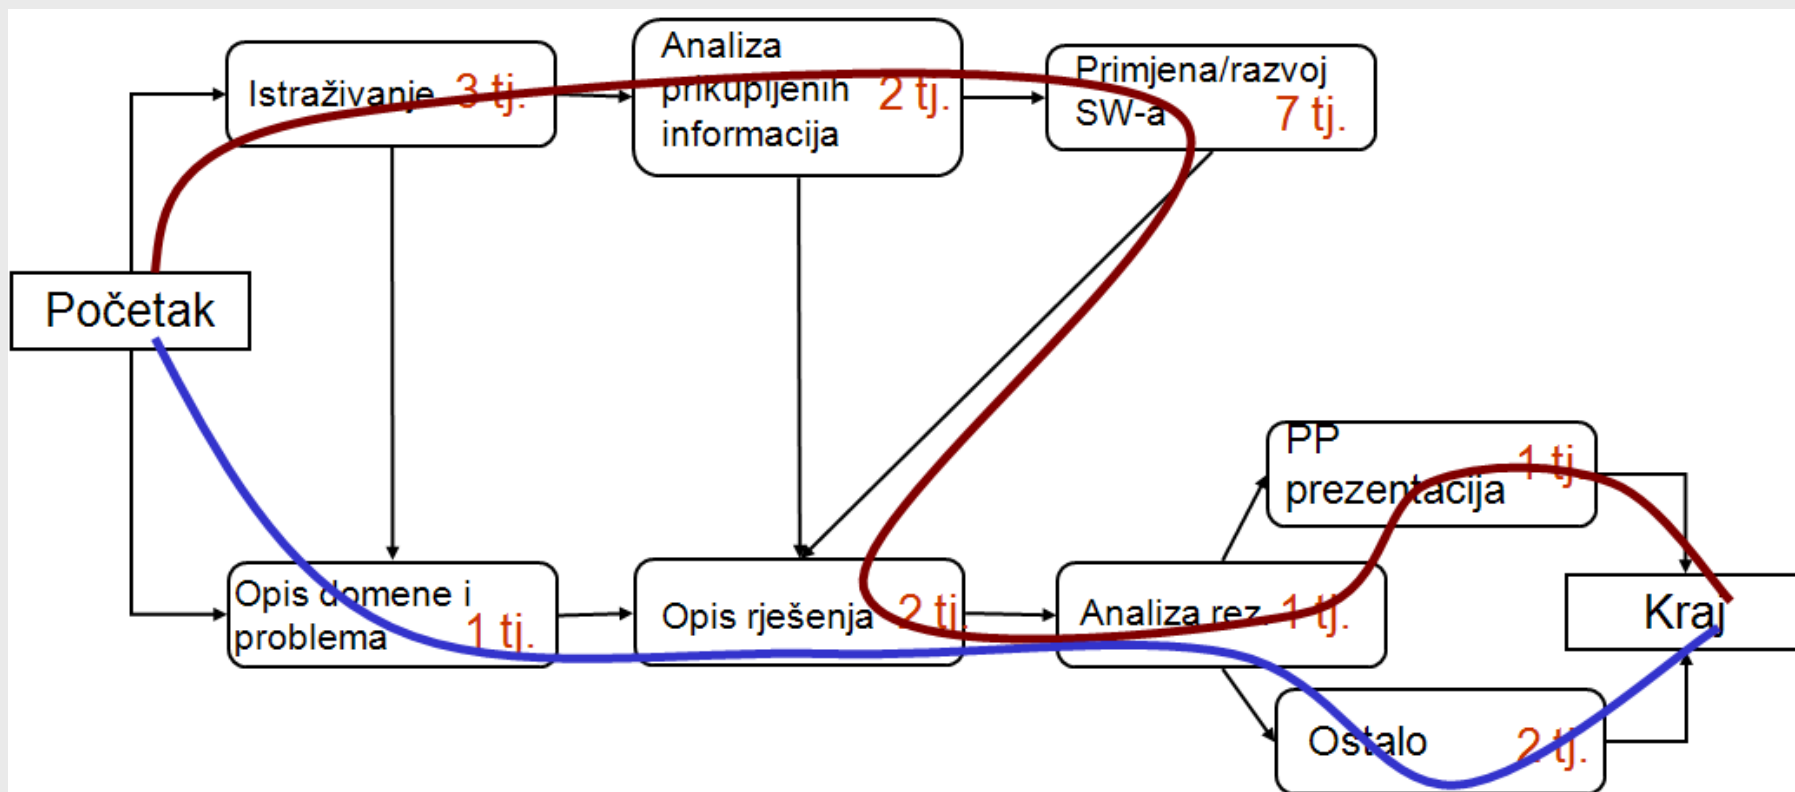 Istraživanje 3 tj.
Analiza
prikupljenih 2 tj.
informacija
Primjena/razvoj
SW-a 7 tj.
Početak
PP
prezentacija 1 tj.
Opis domene i
problema 1 tj.
Opis rješenja 2 tj.
Analiza rez. 1 tj.
Kraj
Ostalo 2 tj.